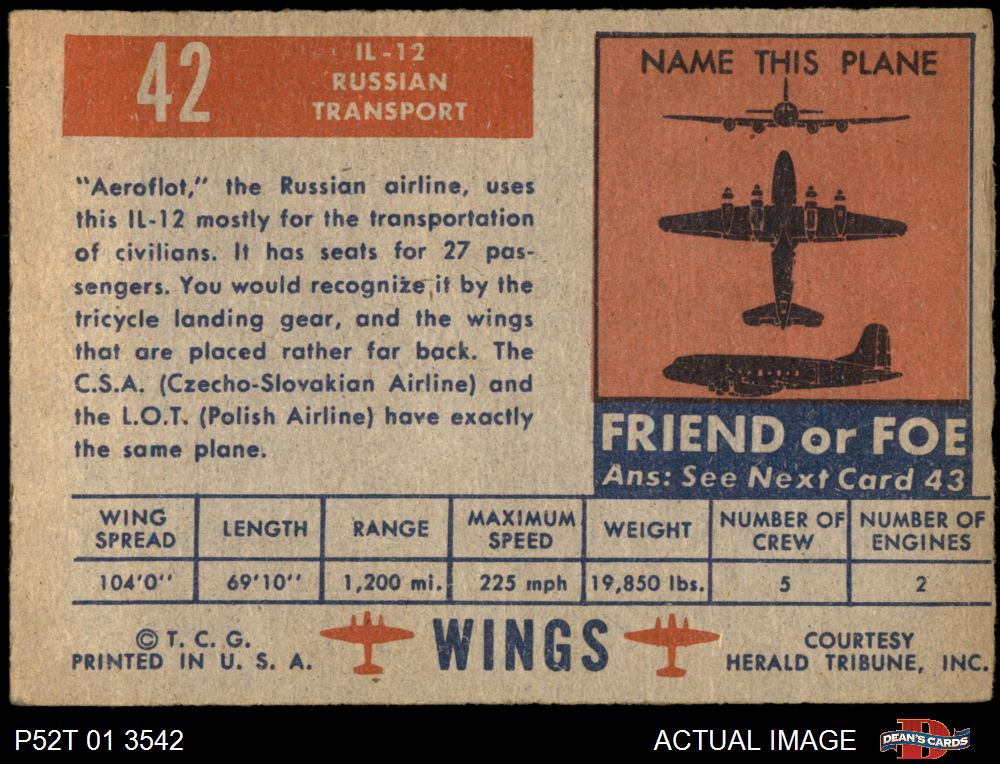 42
IL-12
RUSSIAN
TRANSPORT
"Aeroflot," the Russian airline, uses
this IL-12 mostly for the transportation
of civilians. It has seats for 27 pas-
sengers. You would recognize it by the
tricycle landing gear, and the wings
that are placed rather far back. The
C.S.A. (Czecho-Slovakian Airline) and
the L.O.T. (Polish Airline) have exactly
the same plane.
NAME THIS PLANE
FRIEND or FOE
Ans: See Next Card 43
WING SPREAD LENGTH RANGE MAXIMUM SPEED WEIGHT NUMBER OF CREW NUMBER OF ENGINES
104'0'' 69'10'' 1,200 mi. 225 mph 19,850 lbs. 5 2
© T. C. G.
PRINTED IN U. S. A.
WINGS
COURTESY
HERALD TRIBUNE, INC.
P52T 01 3542
ACTUAL IMAGE
D
DEAN'S CARDS